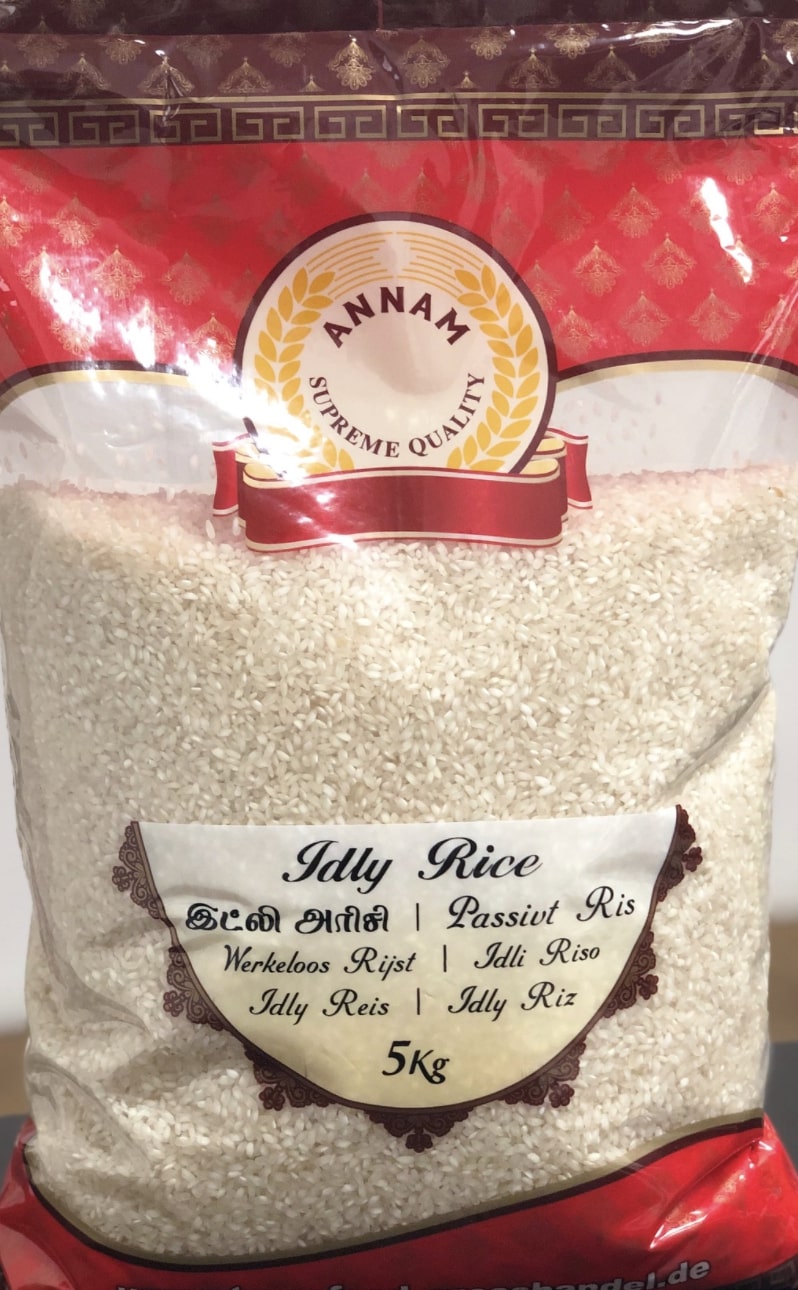 ANNAM
SUPREME QUALITY
Idly Rice
இட்லி அரிசி | Passivt Ris
Werkeloos Rijst | Idli Riso
Idly Reis | Idly Riz
5Kg